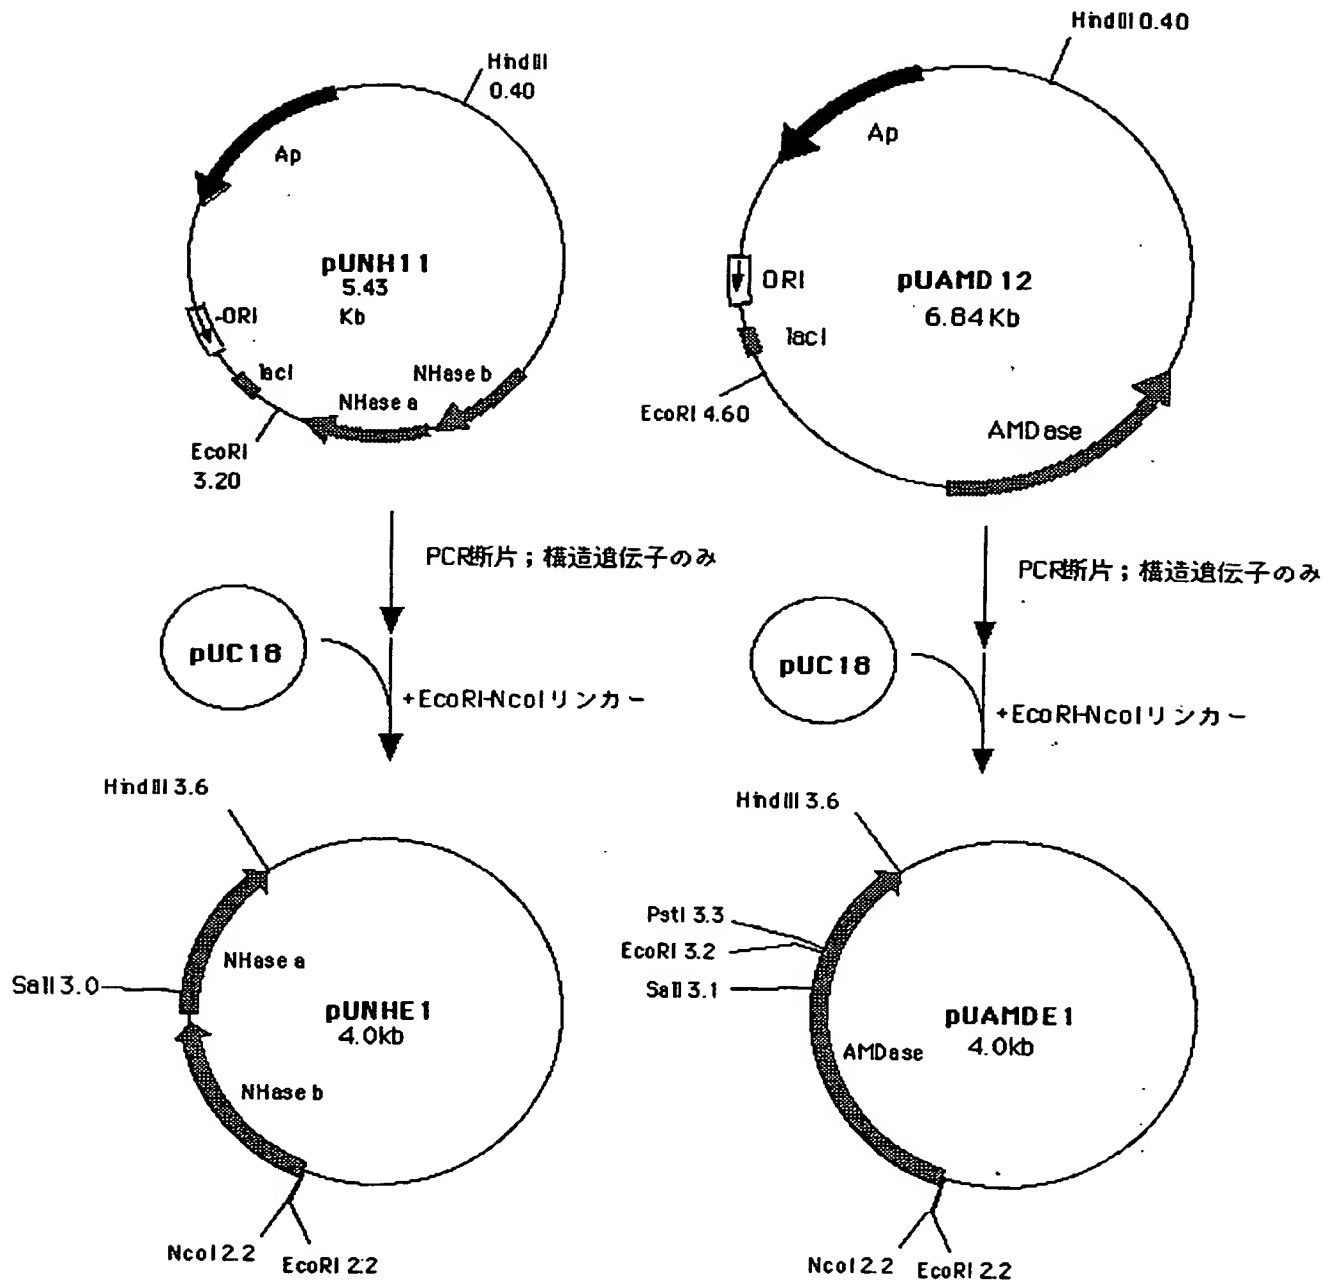 HindIII
0.40
Ap
pUNH11
5.43
Kb
ORI
lacI
NHase b
NHase a
EcoRI
3.20
HindIII 0.40
Ap
ORI
pUAMD12
6.84 Kb
lacI
EcoRI 4.60
AMDase
PCR断片；構造遺伝子のみ
pUC18
+EcoRI-NcoIリンカー
PCR断片；構造遺伝子のみ
pUC18
+EcoRI-NcoIリンカー
HindIII 3.6
NHase a
SalI 3.0
pUNHE1
4.0kb
NHase b
NcoI 2.2
EcoRI 2.2
HindIII 3.6
PstI 3.3
EcoRI 3.2
SalI 3.1
pUAMDE1
4.0kb
AMDase
NcoI 2.2
EcoRI 2.2